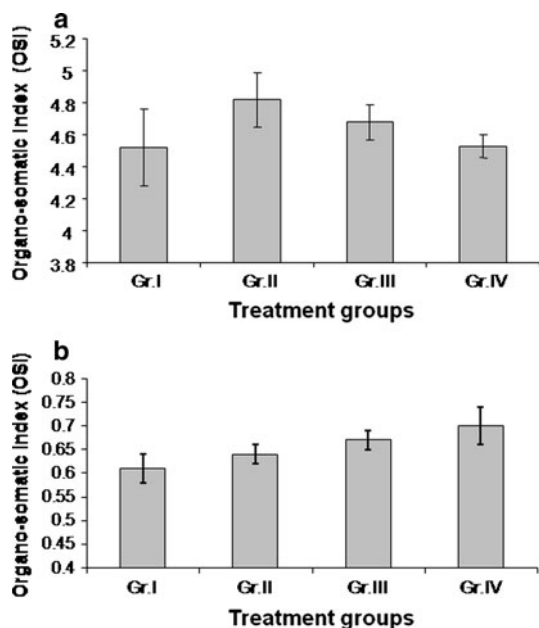 a
Organo-somatic Index (OSI)
5.2
5
4.8
4.6
4.4
4.2
4
3.8
Gr.I Gr.II Gr.III Gr.IV
Treatment groups
b
Organo-somatic Index (OSI)
0.8
0.75
0.7
0.65
0.6
0.55
0.5
0.45
0.4
Gr.I Gr.II Gr.III Gr.IV
Treatment groups